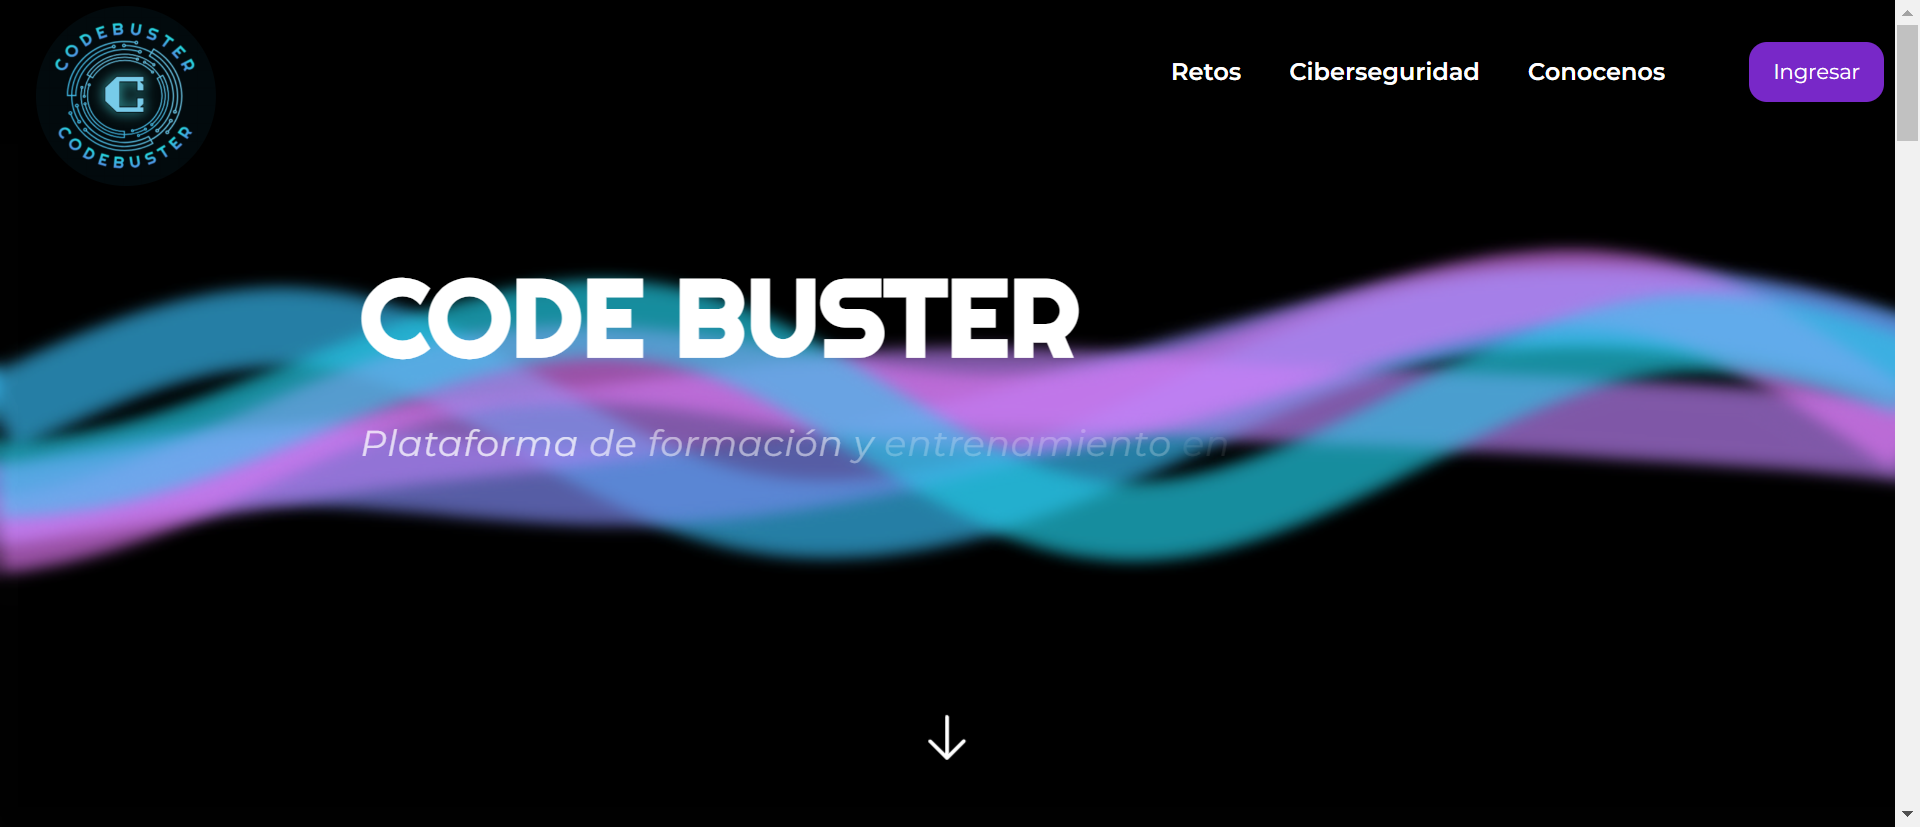 CODEBUSTER
C
CODEBUSTER
Retos Ciberseguridad Conocenos Ingresar
CODE BUSTER
Plataforma de formación y entrenamiento en